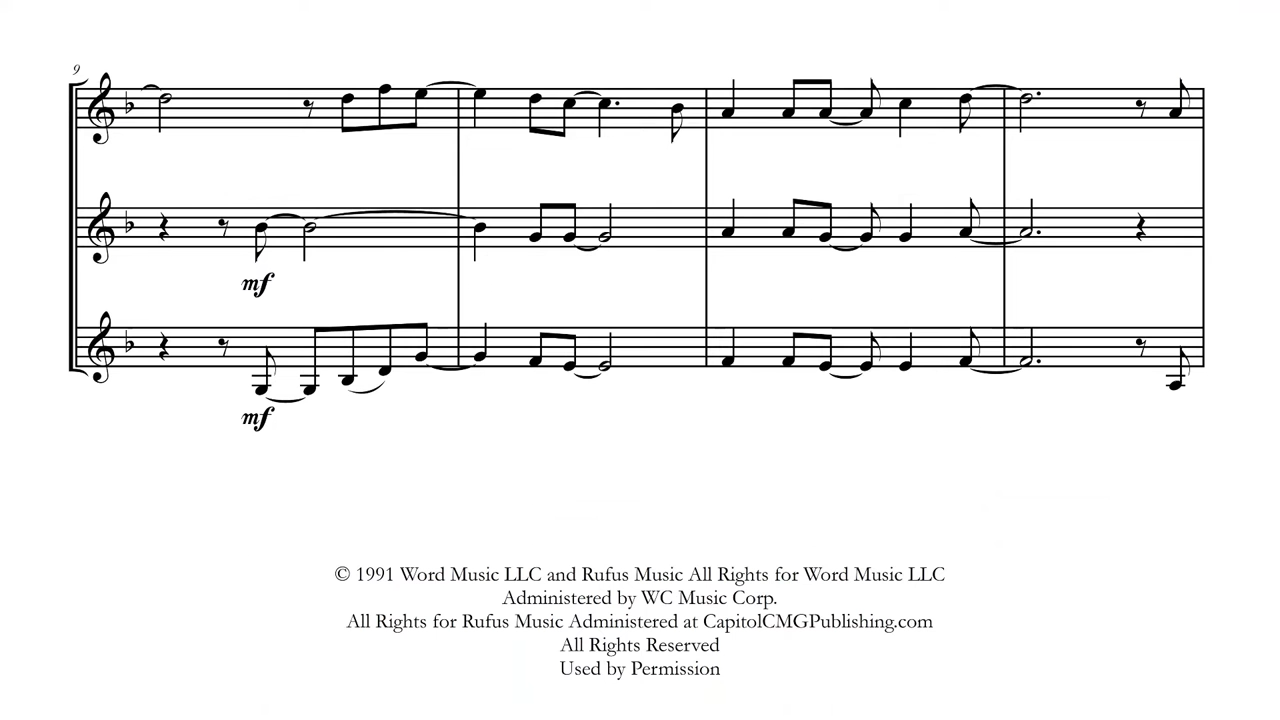 9
mf
mf
© 1991 Word Music LLC and Rufus Music All Rights for Word Music LLC
Administered by WC Music Corp.
All Rights for Rufus Music Administered at CapitolCMGPublishing.com
All Rights Reserved
Used by Permission